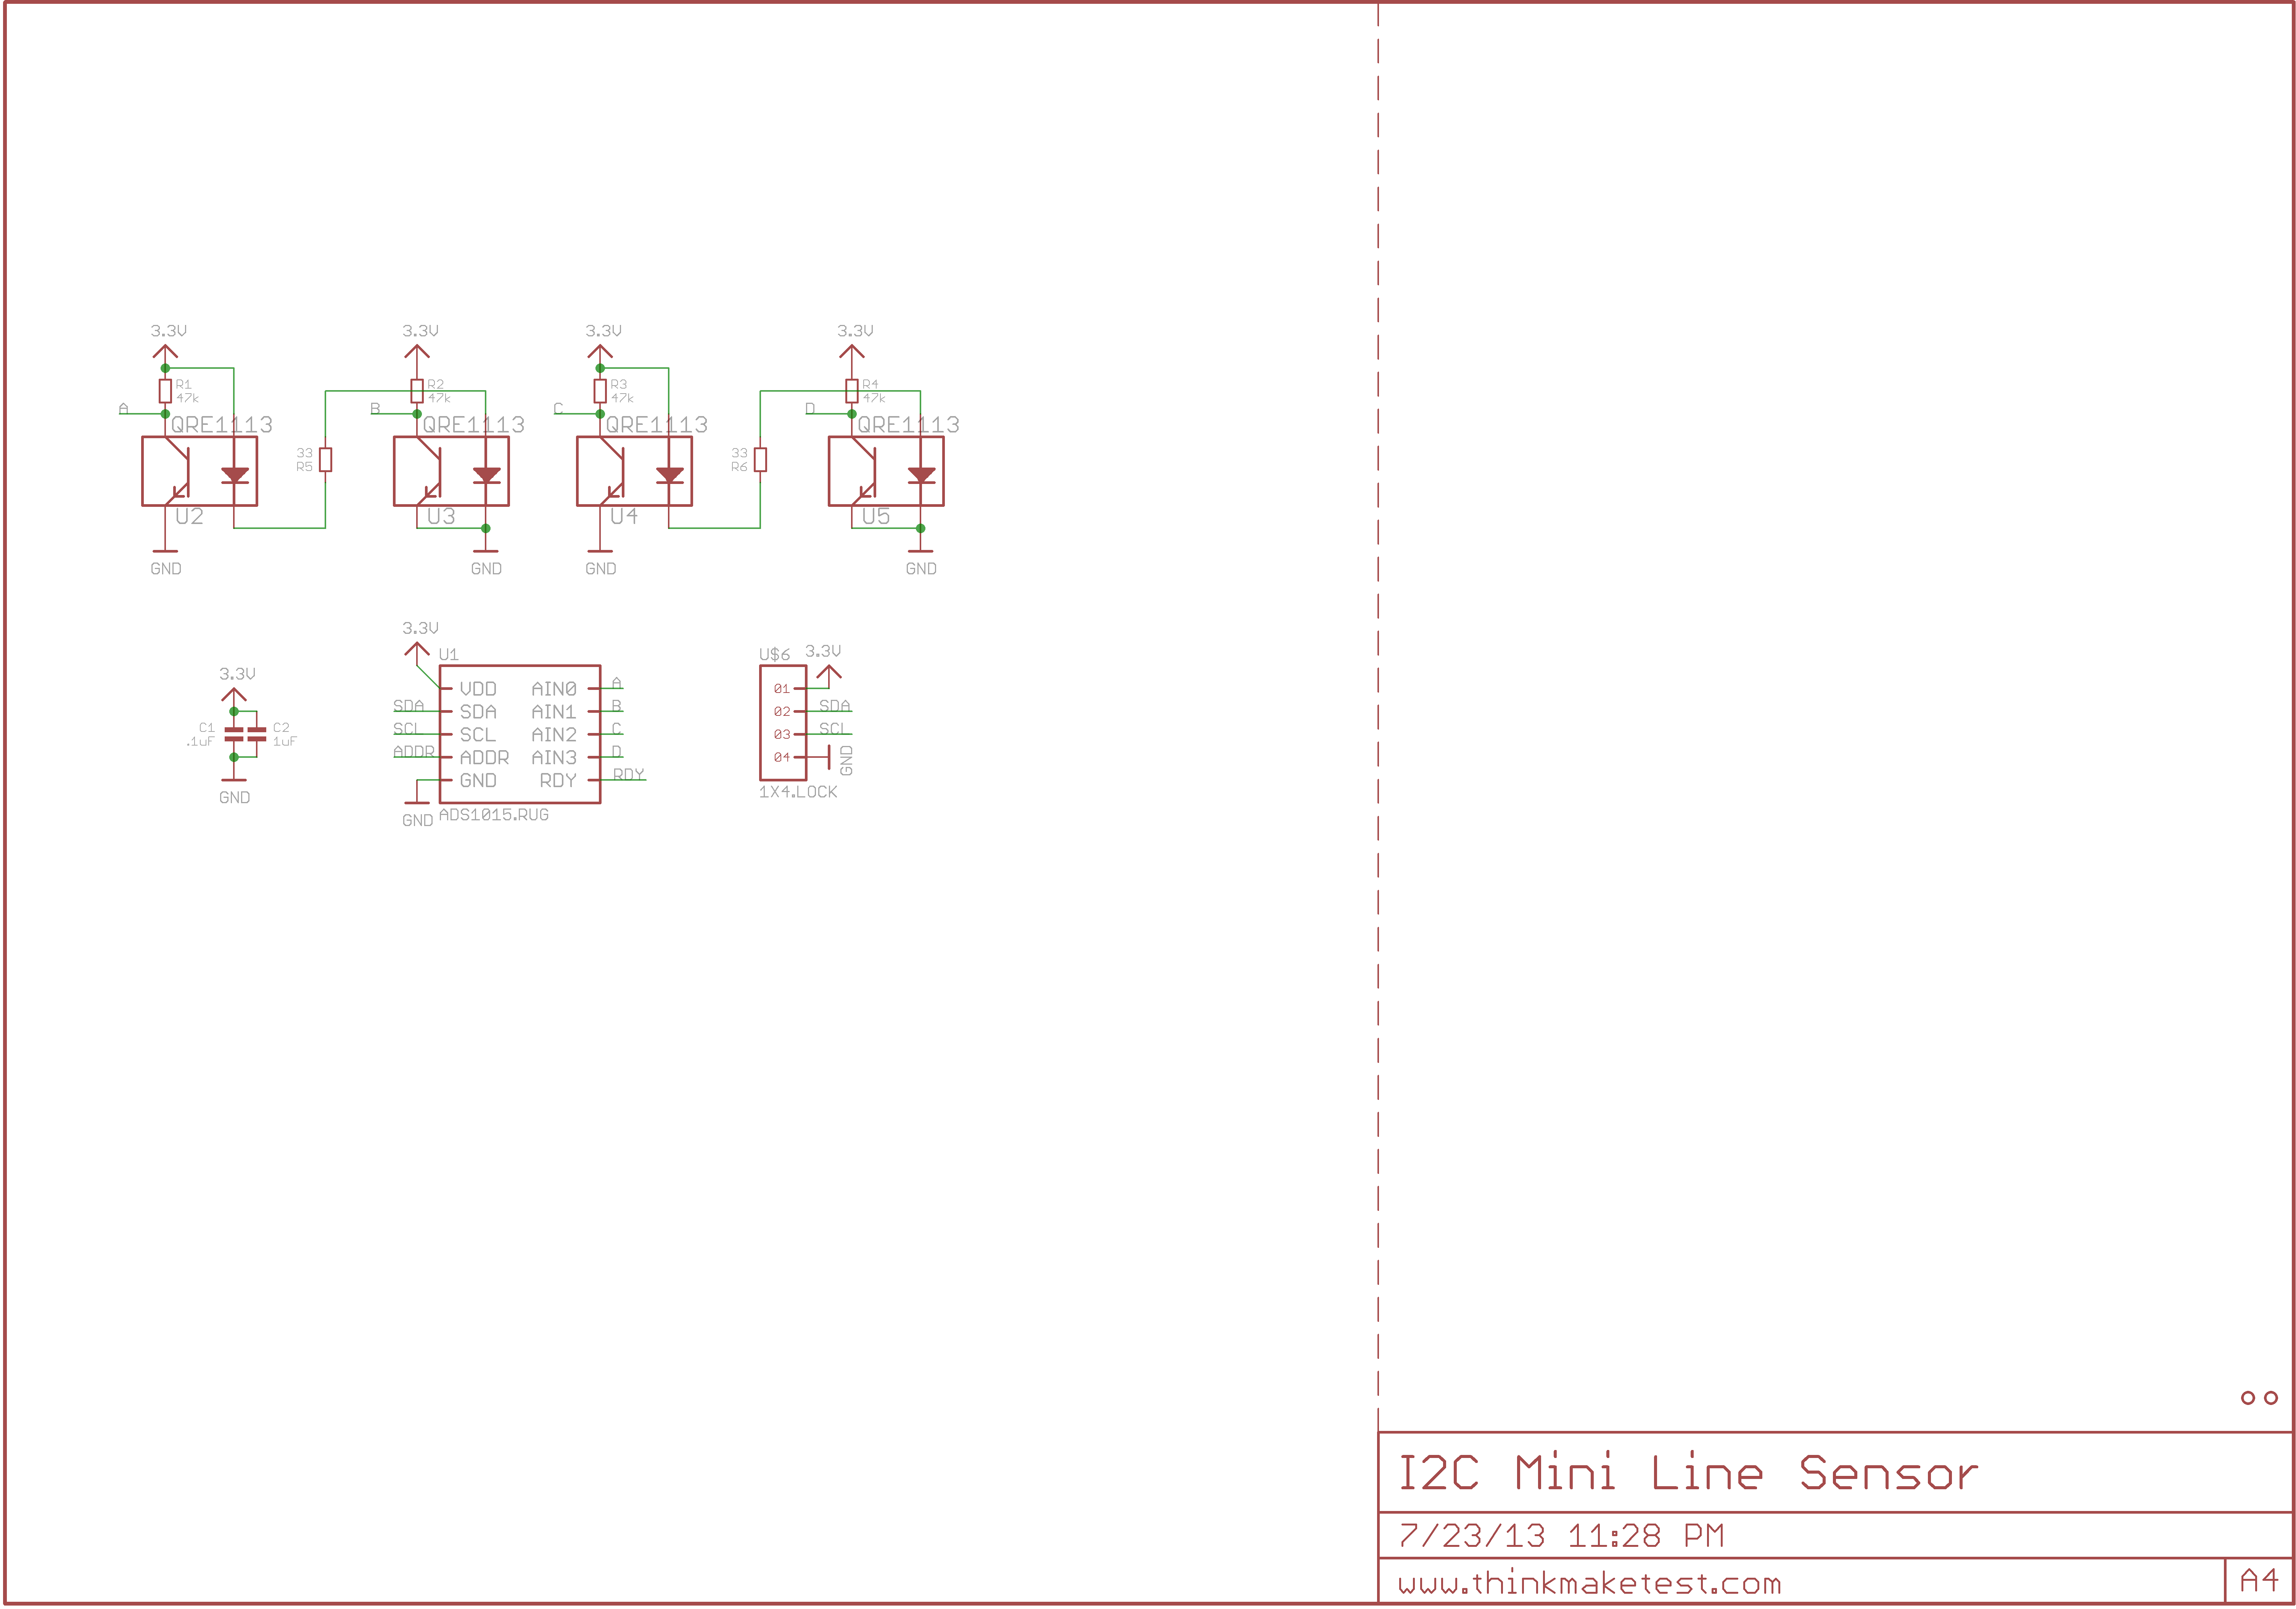 3.3V 3.3V 3.3V 3.3V
R1 R2 R3 R4
47k 47k 47k 47k
A B C D
QRE1113 QRE1113 QRE1113 QRE1113
33 33
R5 R6
U2 U3 U4 U5
GND GND GND GND
3.3V
U1 U$6 3.3V
3.3V
VDD AIN0 A 01
SDA SDA AIN1 B 02 SDA
C1 C2 SCL SCL AIN2 C 03 SCL
.1uF 1uF
ADDR ADDR AIN3 D 04 GND
GND RDY RDY
GND 1X4.LOCK
GND ADS1015.RUG
I2C Mini Line Sensor
7/23/13 11:28 PM
www.thinkmaketest.com A4